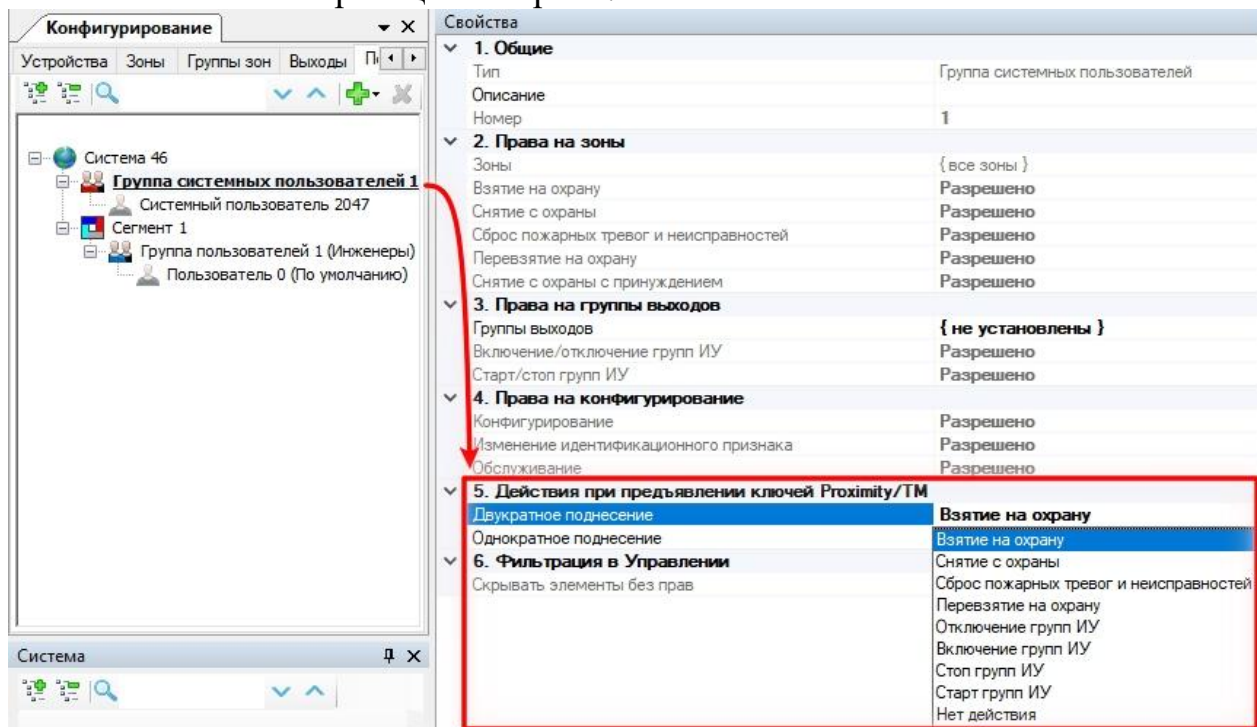 Конфигурирование
Устройства Зоны Группы зон Выходы
Система 46
Группа системных пользователей 1
Системный пользователь 2047
Сегмент 1
Группа пользователей 1 (Инженеры)
Пользователь 0 (По умолчанию)
Система
Свойства
1. Общие
Тип Группа системных пользователей
Описание
Номер 1
2. Права на зоны
Зоны { все зоны }
Взятие на охрану Разрешено
Снятие с охраны Разрешено
Сброс пожарных тревог и неисправностей Разрешено
Перевзятие на охрану Разрешено
Снятие с охраны с принуждением Разрешено
3. Права на группы выходов
Группы выходов { не установлены }
Включение/отключение групп ИУ Разрешено
Старт/стоп групп ИУ Разрешено
4. Права на конфигурирование
Конфигурирование Разрешено
Изменение идентификационного признака Разрешено
Обслуживание Разрешено
5. Действия при предъявлении ключей Proximity/TM
Двукратное поднесение Взятие на охрану
Однократное поднесение
6. Фильтрация в Управлении
Скрывать элементы без прав
Взятие на охрану
Снятие с охраны
Сброс пожарных тревог и неисправностей
Перевзятие на охрану
Отключение групп ИУ
Включение групп ИУ
Стоп групп ИУ
Старт групп ИУ
Нет действия